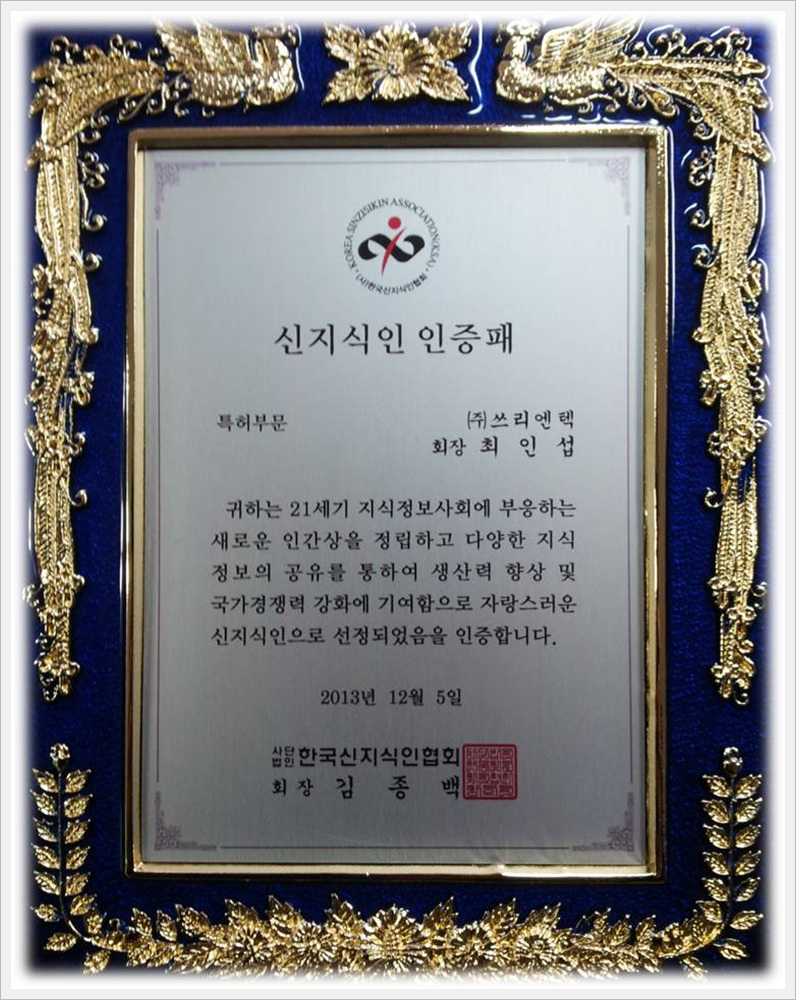 KOREA SINZISIKIN ASSOCIATION(KSA)
(사)한국신지식인협회
신지식인 인증패
특허부문
㈜쓰리엔텍
회장 최 인 섭
귀하는 21세기 지식정보사회에 부응하는
새로운 인간상을 정립하고 다양한 지식
정보의 공유를 통하여 생산력 향상 및
국가경쟁력 강화에 기여함으로 자랑스러운
신지식인으로 선정되었음을 인증합니다.
2013년 12월 5일
사단법인 한국신지식인협회
회 장 김 종 백